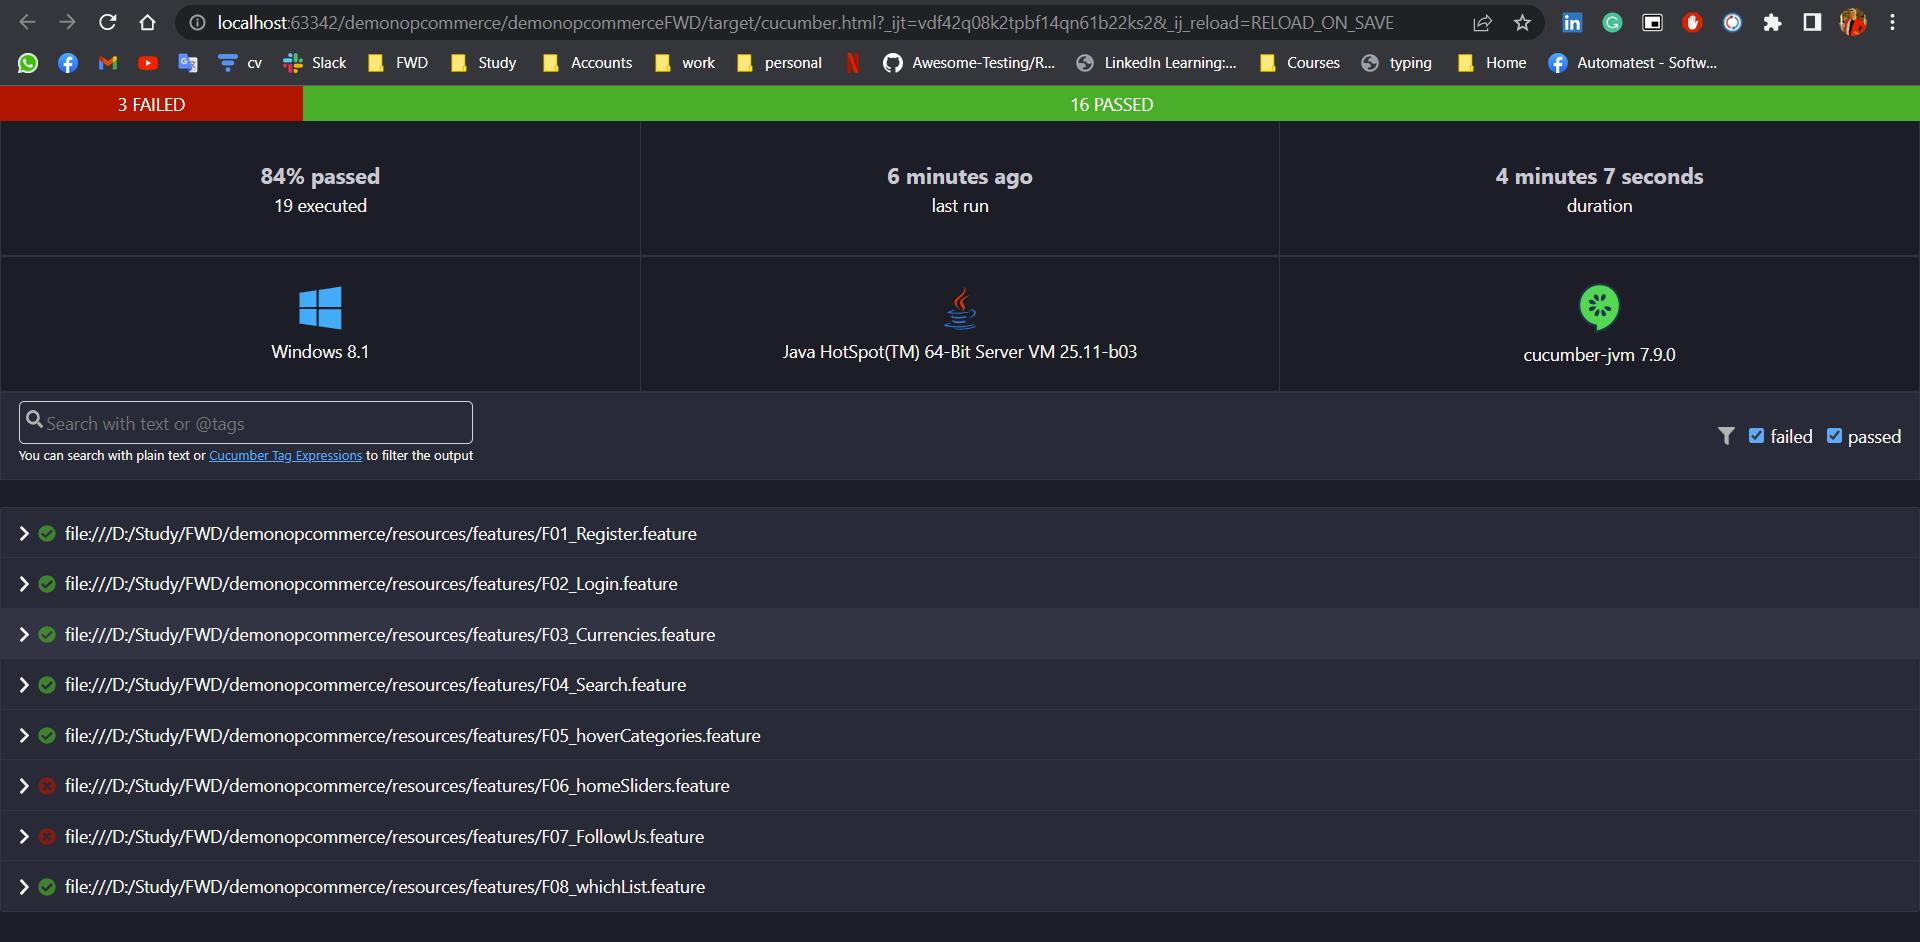 localhost:63342/demonopcommerce/demonopcommerceFWD/target/cucumber.html?_ijt=vdf42q08k2tpbf14qn61b22ks2&_ij_reload=RELOAD_ON_SAVE
cv Slack FWD Study Accounts work personal Awesome-Testing/R... LinkedIn Learning:... Courses typing Home Automatest - Softw...
3 FAILED 16 PASSED
84% passed 6 minutes ago 4 minutes 7 seconds
19 executed last run duration
Windows 8.1 Java HotSpot(TM) 64-Bit Server VM 25.11-b03 cucumber-jvm 7.9.0
Search with text or @tags
failed passed
You can search with plain text or Cucumber Tag Expressions to filter the output
file:///D:/Study/FWD/demonopcommerce/resources/features/F01_Register.feature
file:///D:/Study/FWD/demonopcommerce/resources/features/F02_Login.feature
file:///D:/Study/FWD/demonopcommerce/resources/features/F03_Currencies.feature
file:///D:/Study/FWD/demonopcommerce/resources/features/F04_Search.feature
file:///D:/Study/FWD/demonopcommerce/resources/features/F05_hoverCategories.feature
file:///D:/Study/FWD/demonopcommerce/resources/features/F06_homeSliders.feature
file:///D:/Study/FWD/demonopcommerce/resources/features/F07_FollowUs.feature
file:///D:/Study/FWD/demonopcommerce/resources/features/F08_whichList.feature